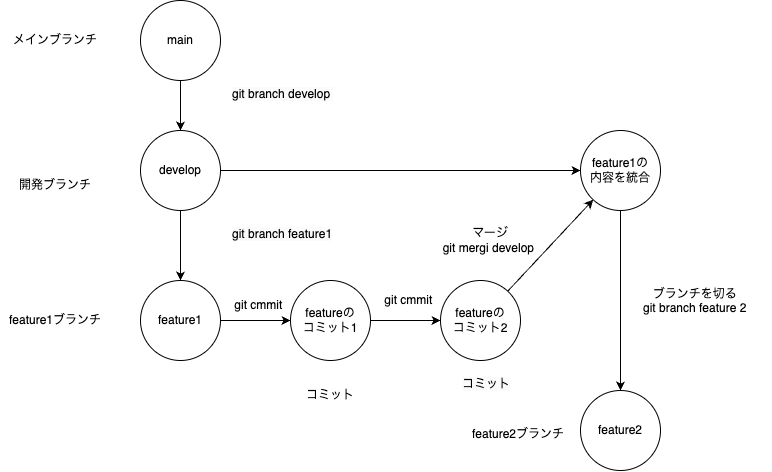 メインブランチ
main
git branch develop
開発ブランチ
develop
feature1の
内容を統合
git branch feature1
マージ
git mergi develop
feature1ブランチ
feature1
git cmmit
featureの
コミット1
git cmmit
featureの
コミット2
ブランチを切る
git branch feature 2
コミット
コミット
feature2ブランチ
feature2